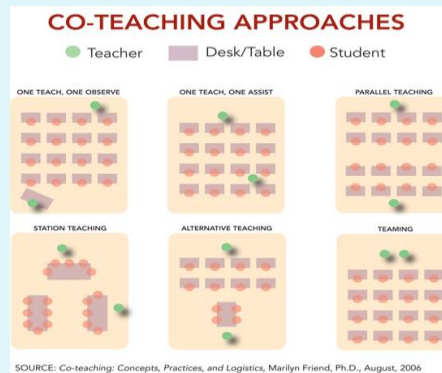 CO-TEACHING APPROACHES
Teacher
Desk/Table
Student
ONE TEACH, ONE OBSERVE
ONE TEACH, ONE ASSIST
PARALLEL TEACHING
STATION TEACHING
ALTERNATIVE TEACHING
TEAMING
SOURCE: Co-teaching: Concepts, Practices, and Logistics, Marilyn Friend, Ph.D., August, 2006